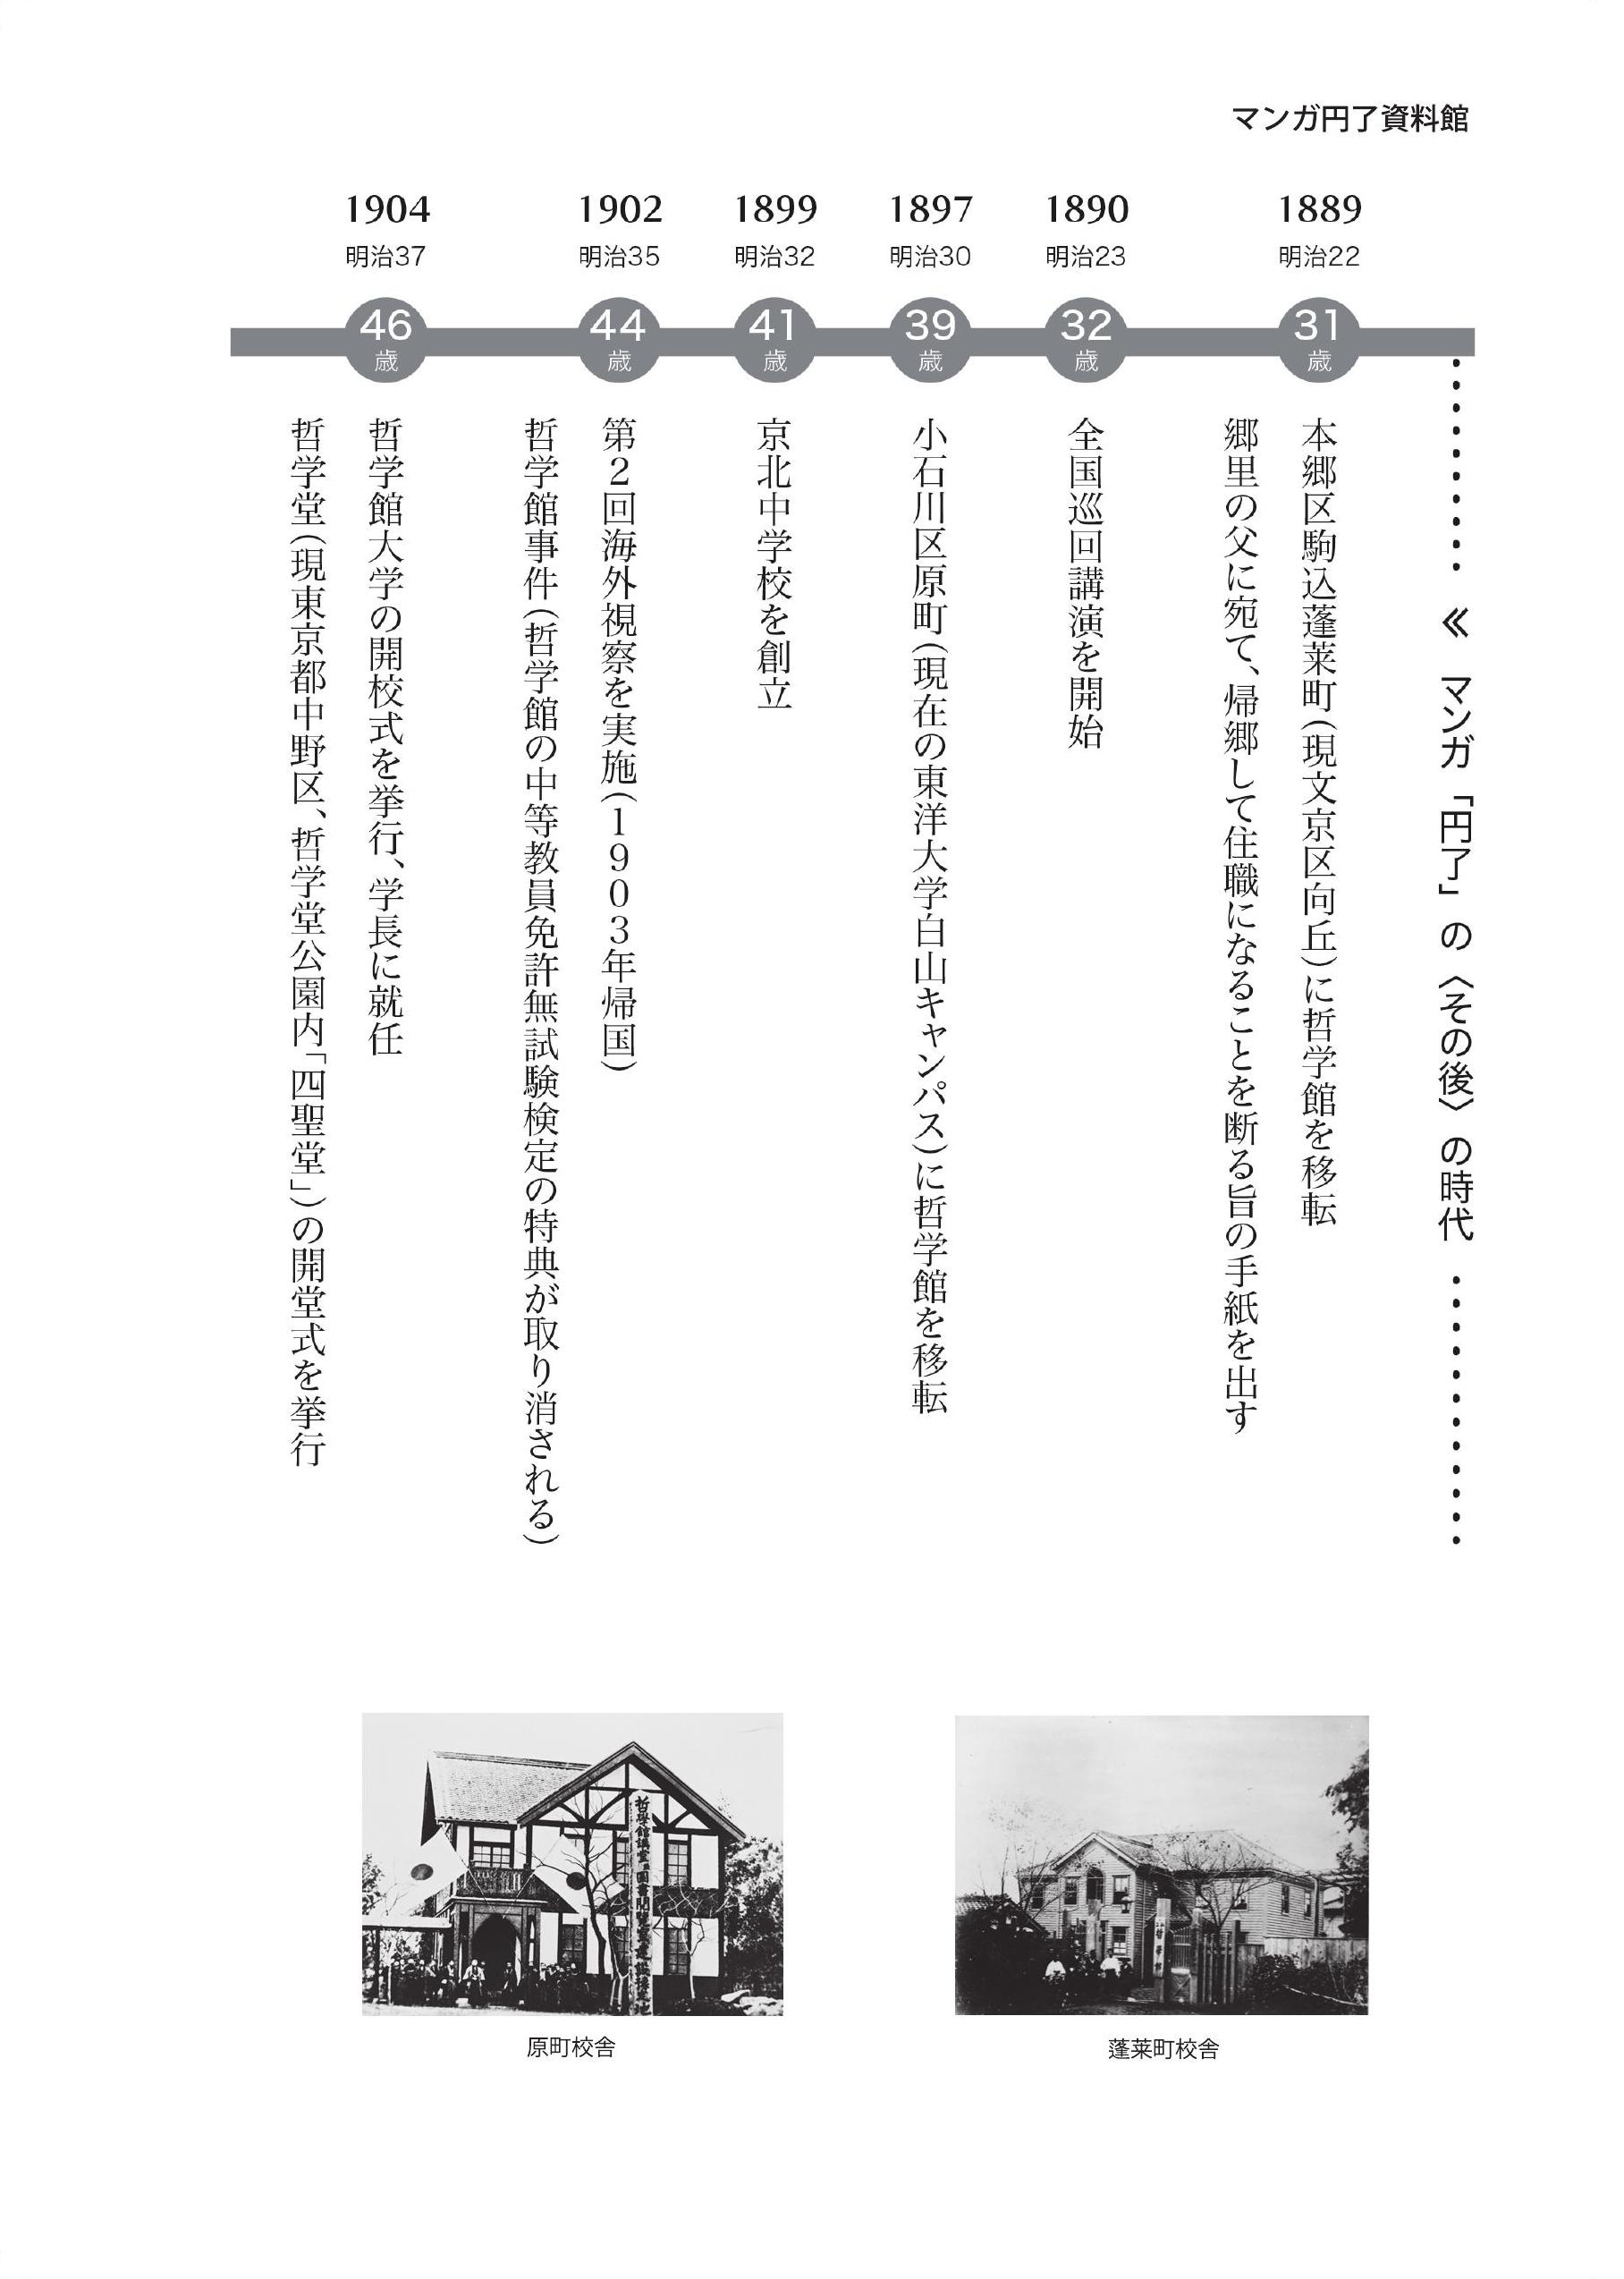 マンガ円了資料館
《 マンガ「円了」の〈その後〉の時代
1889
明治22
31
歳
本郷区駒込蓬莱町(現文京区向丘)に哲学館を移転
郷里の父に宛て、帰郷して住職になることを断る旨の手紙を出す
1890
明治23
32
歳
全国巡回講演を開始
1897
明治30
39
歳
小石川区原町(現在の東洋大学白山キャンパス)に哲学館を移転
1899
明治32
41
歳
京北中学校を創立
1902
明治35
44
歳
第2回海外視察を実施(1903年帰国)
哲学館事件(哲学館の中等教員免許無試験検定の特典が取り消される)
1904
明治37
46
歳
哲学館大学の開校式を挙行、学長に就任
哲学堂(現東京都中野区、哲学堂公園内「四聖堂」)の開堂式を挙行
蓬莱町校舎
原町校舎